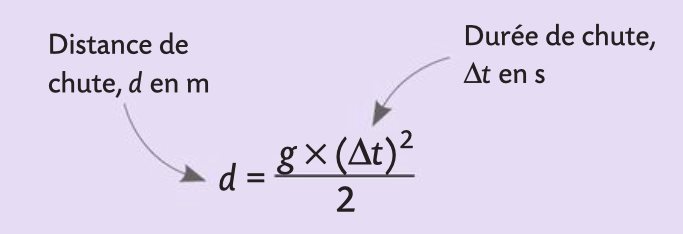 Distance de
chute, d en m
Durée de chute,
Δt en s
d = g × (Δt)² / 2